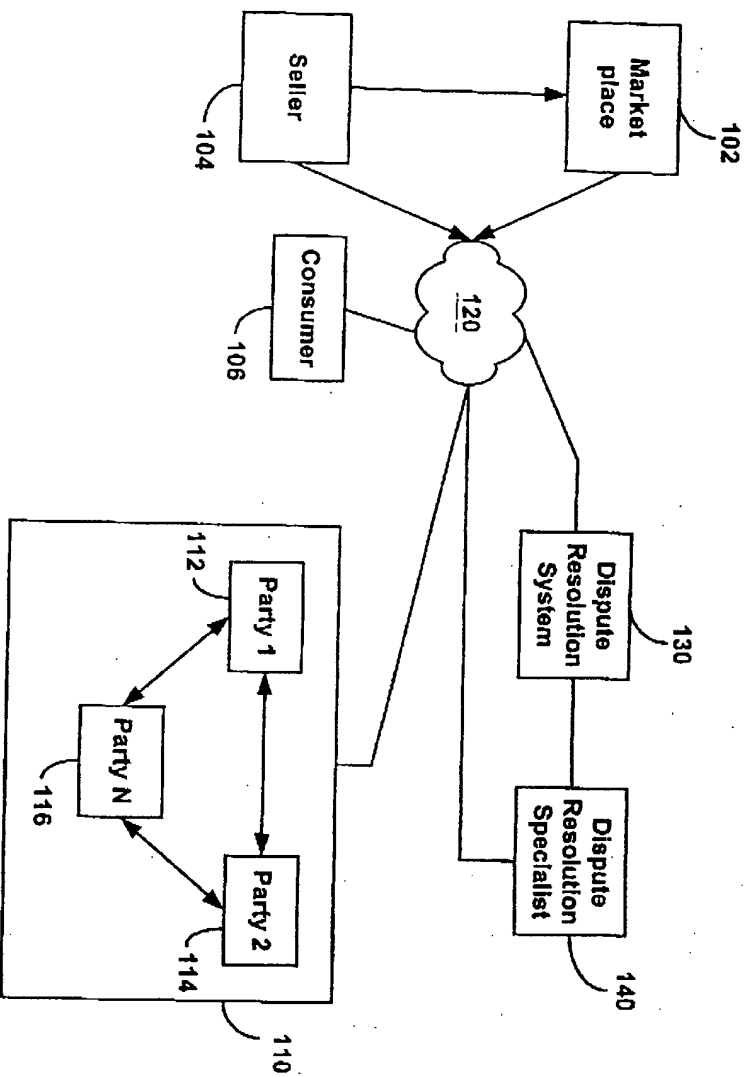 Market
place
102
Seller
104
Consumer
106
120
Dispute
Resolution
System
130
Dispute
Resolution
Specialist
140
Party 1
112
Party 2
114
Party N
116
110